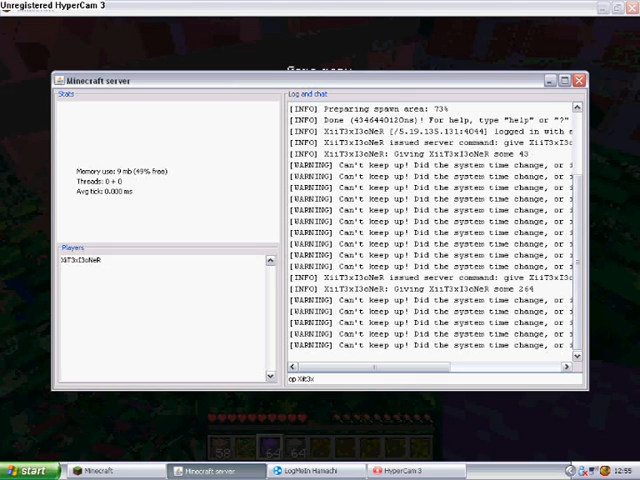 Unregistered HyperCam 3
Minecraft server
Stats
Log and chat
Memory use: 9 mb (49% free)
Threads: 0 + 0
Avg tick: 0.000 ms
Players
XiiT3xI3oNeR
[INFO] Preparing spawn area: 73%
[INFO] Done (4346440120ns)! For help, type "help" or "?"
[INFO] XiiT3xI3oNeR [/5.19.135.131:4044] logged in with e
[INFO] XiiT3xI3oNeR issued server command: give XiiT3xI3o
[INFO] XiiT3xI3oNeR: Giving XiiT3xI3oNeR some 43
[WARNING] Can't keep up! Did the system time change, or i
[WARNING] Can't keep up! Did the system time change, or i
[WARNING] Can't keep up! Did the system time change, or i
[WARNING] Can't keep up! Did the system time change, or i
[WARNING] Can't keep up! Did the system time change, or i
[WARNING] Can't keep up! Did the system time change, or i
[WARNING] Can't keep up! Did the system time change, or i
[WARNING] Can't keep up! Did the system time change, or i
[WARNING] Can't keep up! Did the system time change, or i
[WARNING] Can't keep up! Did the system time change, or i
[INFO] XiiT3xI3oNeR issued server command: give XiiT3xI3o
[INFO] XiiT3xI3oNeR: Giving XiiT3xI3oNeR some 264
[WARNING] Can't keep up! Did the system time change, or i
[WARNING] Can't keep up! Did the system time change, or i
[WARNING] Can't keep up! Did the system time change, or i
[WARNING] Can't keep up! Did the system time change, or i
[WARNING] Can't keep up! Did the system time change, or i
op XiiT3x
58 64 64
start
Minecraft
Minecraft server
LogMeIn Hamachi
HyperCam 3
12:55